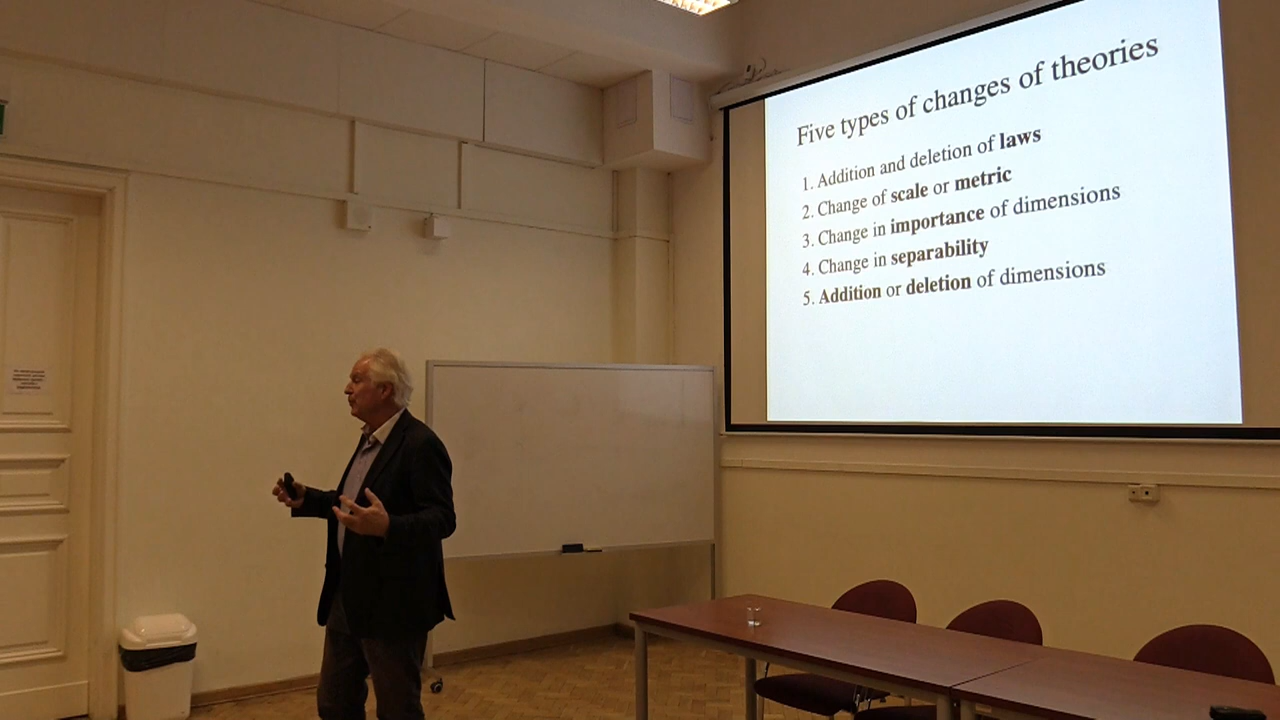 Five types of changes of theories
1. Addition and deletion of laws
2. Change of scale or metric
3. Change in importance of dimensions
4. Change in separability
5. Addition or deletion of dimensions